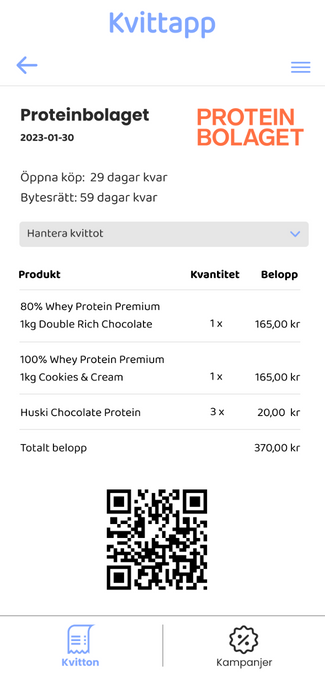 Kvittapp
Proteinbolaget
PROTEIN
BOLAGET
2023-01-30
Öppna köp: 29 dagar kvar
Bytesrätt: 59 dagar kvar
Hantera kvittot
Produkt Kvantitet Belopp
80% Whey Protein Premium
1kg Double Rich Chocolate 1 x 165,00 kr
100% Whey Protein Premium
1kg Cookies & Cream 1 x 165,00 kr
Huski Chocolate Protein 3 x 20,00 kr
Totalt belopp 370,00 kr
Kvitton Kampanjer